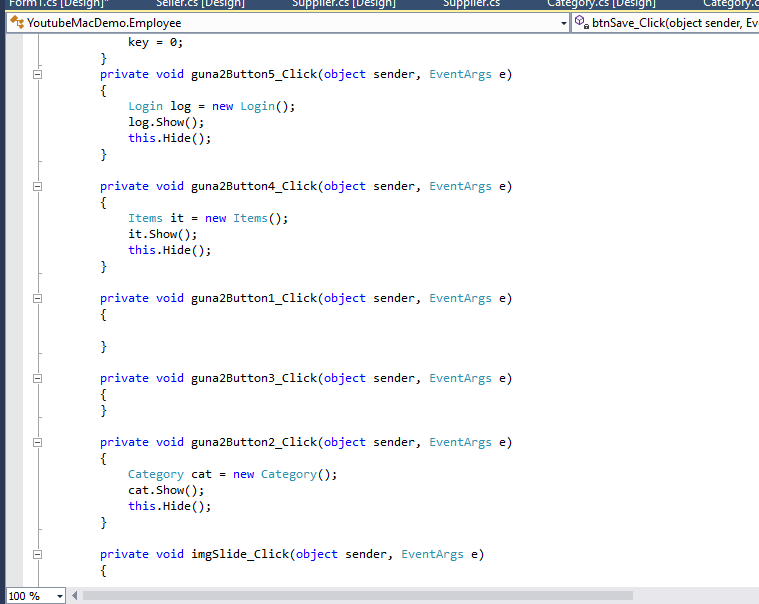 Form1.cs [Design]* Seller.cs [Design] Supplier.cs [Design] Supplier.cs Category.cs [Design] Category.c
YoutubeMacDemo.Employee btnSave_Click(object sender, Ev
key = 0;
}
private void guna2Button5_Click(object sender, EventArgs e)
{
Login log = new Login();
log.Show();
this.Hide();
}
private void guna2Button4_Click(object sender, EventArgs e)
{
Items it = new Items();
it.Show();
this.Hide();
}
private void guna2Button1_Click(object sender, EventArgs e)
{
}
private void guna2Button3_Click(object sender, EventArgs e)
{
}
private void guna2Button2_Click(object sender, EventArgs e)
{
Category cat = new Category();
cat.Show();
this.Hide();
}
private void imgSlide_Click(object sender, EventArgs e)
{
100 %